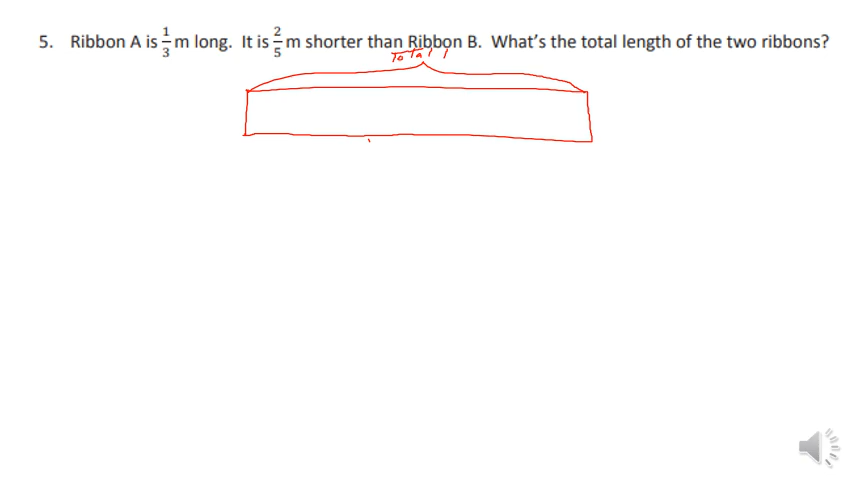 5. Ribbon A is 1/3 m long. It is 2/5 m shorter than Ribbon B. What's the total length of the two ribbons?
Total